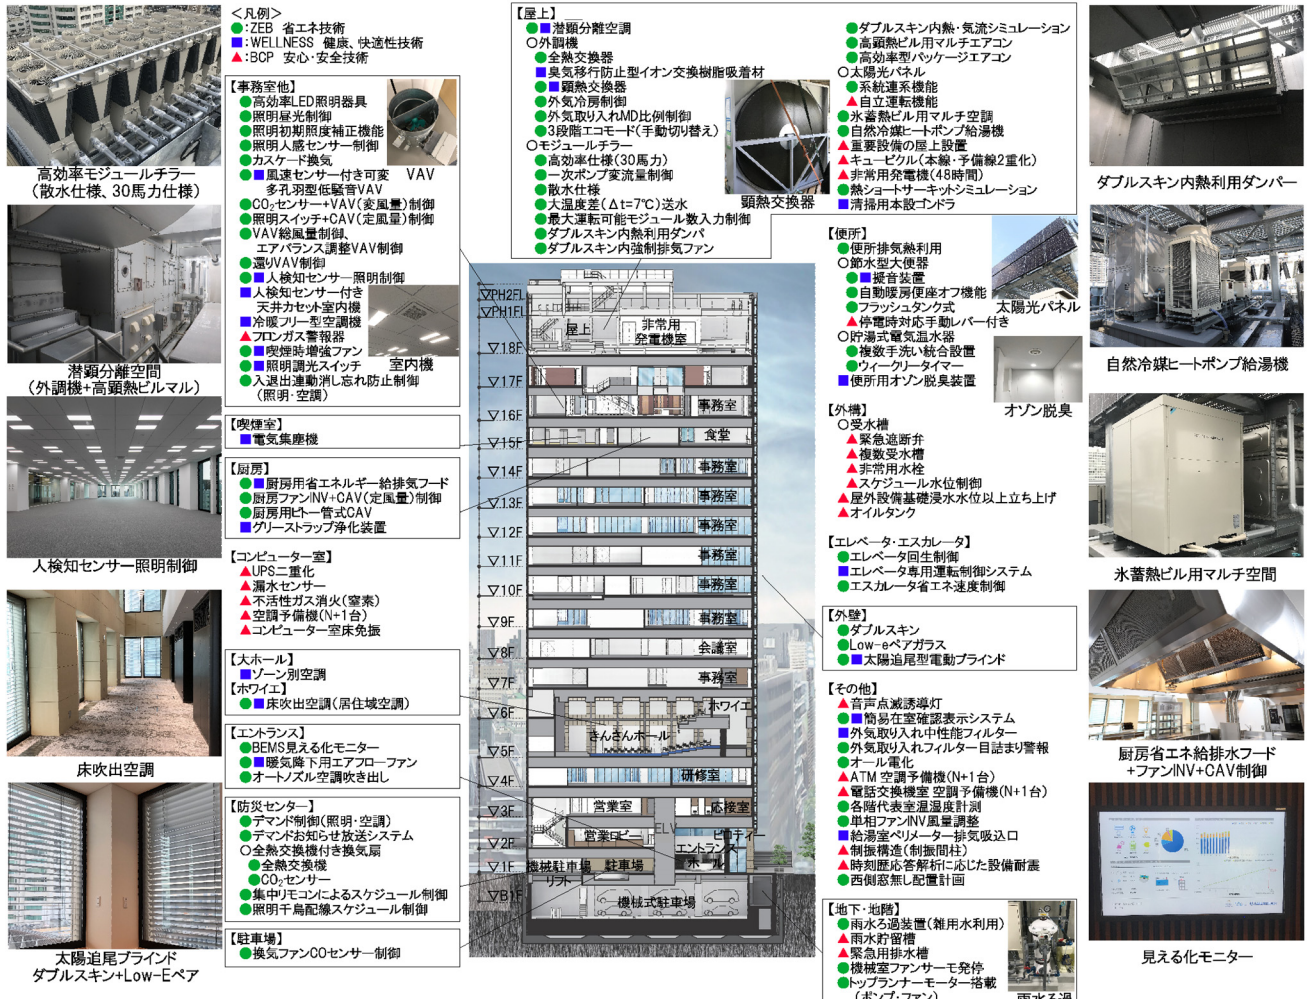 <凡例>
●:ZEB 省エネ技術
■:WELLNESS 健康、快適性技術
▲:BCP 安心・安全技術
【事務室他】
●高効率LED照明器具
●照明昼光制御
●照明初期照度補正機能
●照明人感センサー制御
●カスケード換気
●■風速センサー付き可変 VAV
多孔羽型低騒音VAV
●CO₂センサー+VAV(変風量)制御
●照明スイッチ+CAV(定風量)制御
●VAV総風量制御、
エアバランス調整VAV制御
●還りVAV制御
●■人検知センサー照明制御
■人検知センサー付き
天井カセット室内機
■冷暖フリー型空調機
▲フロンガス警報器
●■喫煙時増強ファン
●■照明調光スイッチ
●入退出連動消し忘れ防止制御
(照明・空調)
室内機
【喫煙室】
■電気集塵機
【厨房】
●■厨房用省エネルギー給排気フード
●厨房ファンINV+CAV(定風量)制御
●厨房用ピトー管式CAV
■グリーストラップ浄化装置
【コンピューター室】
▲UPS二重化
▲漏水センサー
▲不活性ガス消火(窒素)
▲空調予備機(N+1台)
▲コンピューター室床免振
【大ホール】
■ゾーン別空調
【ホワイエ】
●■床吹出空調(居住域空調)
【エントランス】
●BEMS見える化モニター
●■暖気降下用エアフローファン
●オートノズル空調吹き出し
【防災センター】
●デマンド制御(照明・空調)
●デマンドお知らせ放送システム
○全熱交換機付き換気扇
●全熱交換機
●CO₂センサー
●集中リモコンによるスケジュール制御
●照明千鳥配線スケジュール制御
【駐車場】
●換気ファンCOセンサー制御
高効率モジュールチラー
(散水仕様、30馬力仕様)
潜顕分離空間
(外調機+高顕熱ビルマル)
人検知センサー照明制御
床吹出空調
太陽追尾ブラインド
ダブルスキン+Low-Eペア
【屋上】
●■潜顕分離空調
○外調機
●全熱交換器
■臭気移行防止型イオン交換樹脂吸着材
●■顕熱交換器
●外気冷房制御
●外気取り入れMD比例制御
●3段階エコモード(手動切り替え)
○モジュールチラー
●高効率仕様(30馬力)
●一次ポンプ変流量制御
●散水仕様
●大温度差(Δt=7℃)送水
●最大運転可能モジュール数入力制御
●ダブルスキン内熱利用ダンパ
●ダブルスキン内強制排気ファン
顕熱交換器
●ダブルスキン内熱・気流シミュレーション
●高顕熱ビル用マルチエアコン
●高効率型パッケージエアコン
○太陽光パネル
●系統連系機能
▲自立運転機能
●氷蓄熱ビル用マルチ空調
●自然冷媒ヒートポンプ給湯機
▲重要設備の屋上設置
▲キュービクル(本線・予備線2重化)
▲非常用発電機(48時間)
●熱ショートサーキットシミュレーション
■清掃用本設ゴンドラ
▽PH2FL
▽PH1FL
▽18F
▽17F
▽16F
▽15F
▽14F
▽13F
▽12F
▽11F
▽10F
▽9F
▽8F
▽7F
▽6F
▽5F
▽4F
▽3F
▽2F
▽1F
▽B1F
屋上
非常用
発電機室
事務室
食堂
事務室
事務室
事務室
事務室
事務室
事務室
会議室
事務室
ホワイエ
きんさんホール
研修室
営業室
応接室
営業ロビー
ELV
ピロティー
エントランス
ホール
機械駐車場
リフト
駐車場
機械式駐車場
【便所】
●便所排気熱利用
○節水型大便器
●■擬音装置
●自動暖房便座オフ機能
●フラッシュタンク式
▲停電時対応手動レバー付き
○貯湯式電気温水器
●複数手洗い統合設置
●ウィークリータイマー
■便所用オゾン脱臭装置
太陽光パネル
オゾン脱臭
【外構】
○受水槽
▲緊急遮断弁
▲複数受水槽
▲非常用水栓
▲スケジュール水位制御
▲屋外設備基礎浸水水位以上立ち上げ
▲オイルタンク
【エレベータ・エスカレータ】
●エレベータ回生制御
■エレベータ専用運転制御システム
●エスカレータ省エネ速度制御
【外壁】
●ダブルスキン
●Low-eペアガラス
●■太陽追尾型電動ブラインド
【その他】
▲音声点滅誘導灯
●■簡易在室確認表示システム
■外気取り入れ中性能フィルター
●外気取り入れフィルター目詰まり警報
●オール電化
▲ATM 空調予備機(N+1台)
▲電話交換機室 空調予備機(N+1台)
●各階代表室温湿度計測
●単相ファンINV風量調整
■給湯室ペリメーター排気吸込口
▲制振構造(制振間柱)
▲時刻歴応答解析に応じた設備耐震
●西側窓無し配置計画
【地下・地階】
●雨水ろ過装置(雑用水利用)
▲雨水貯留槽
▲緊急用排水槽
●機械室ファンサーモ発停
●トップランナーモーター搭載
(ポンプ・ファン)
雨水ろ過
ダブルスキン内熱利用ダンパー
自然冷媒ヒートポンプ給湯機
氷蓄熱ビル用マルチ空間
厨房省エネ給排水フード
+ファンINV+CAV制御
見える化モニター